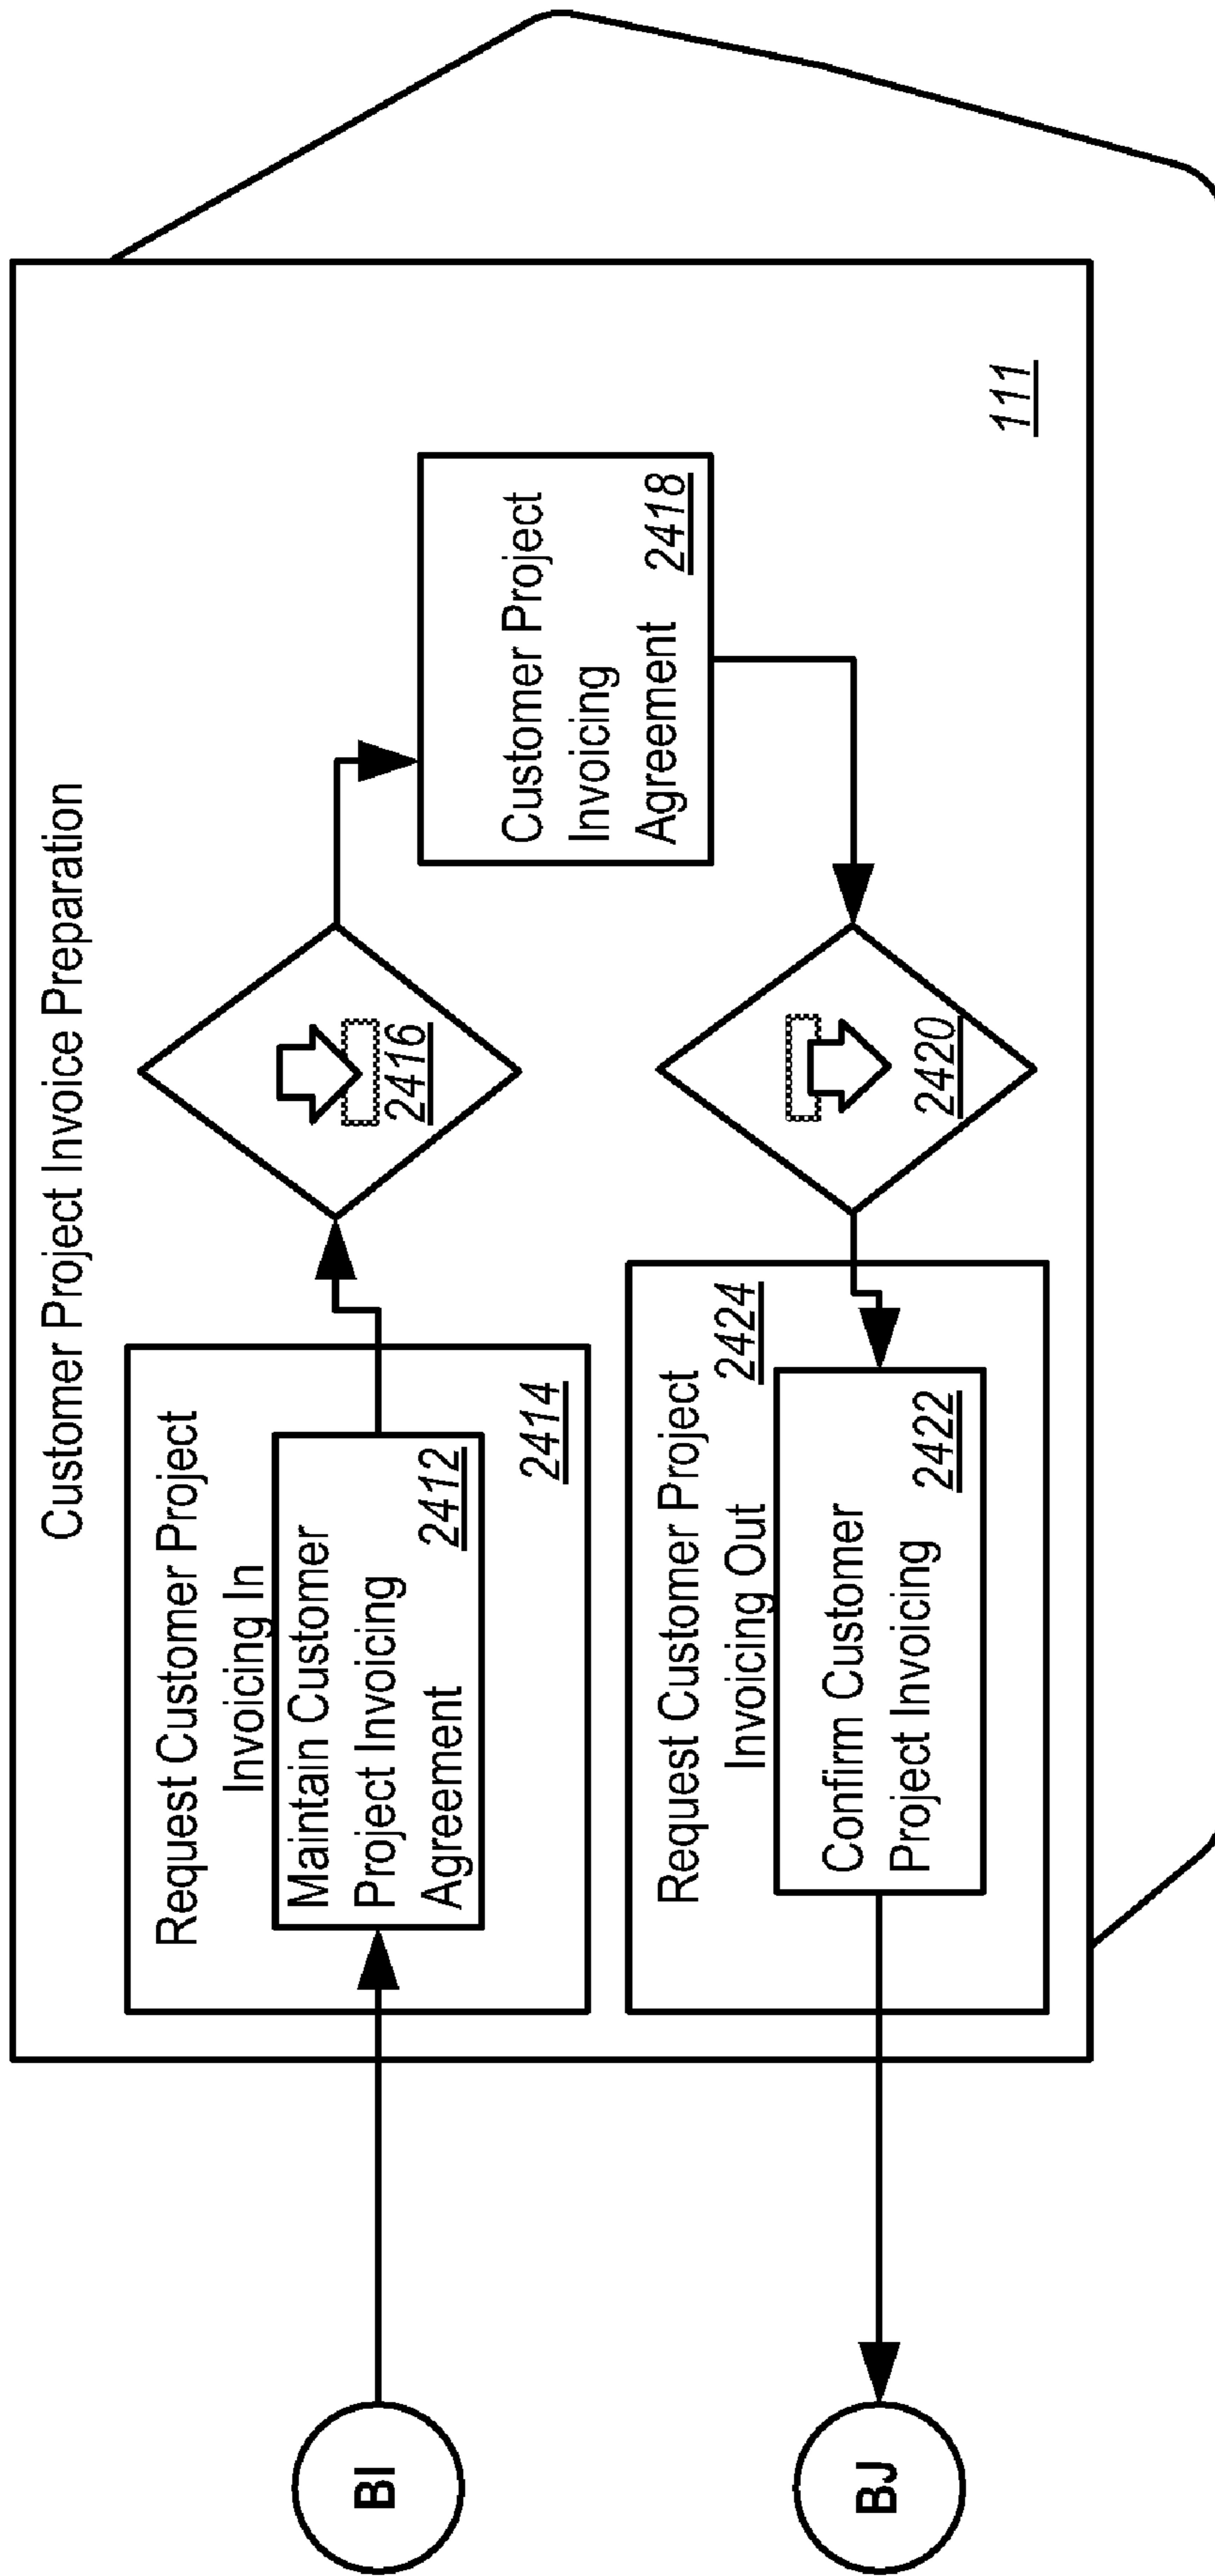 Customer Project Invoice Preparation
BI
Request Customer Project
Invoicing In
Maintain Customer
Project Invoicing
Agreement
2412
2414
2416
Customer Project
Invoicing
Agreement 2418
2420
Request Customer Project
Invoicing Out
2424
Confirm Customer
Project Invoicing
2422
BJ
111